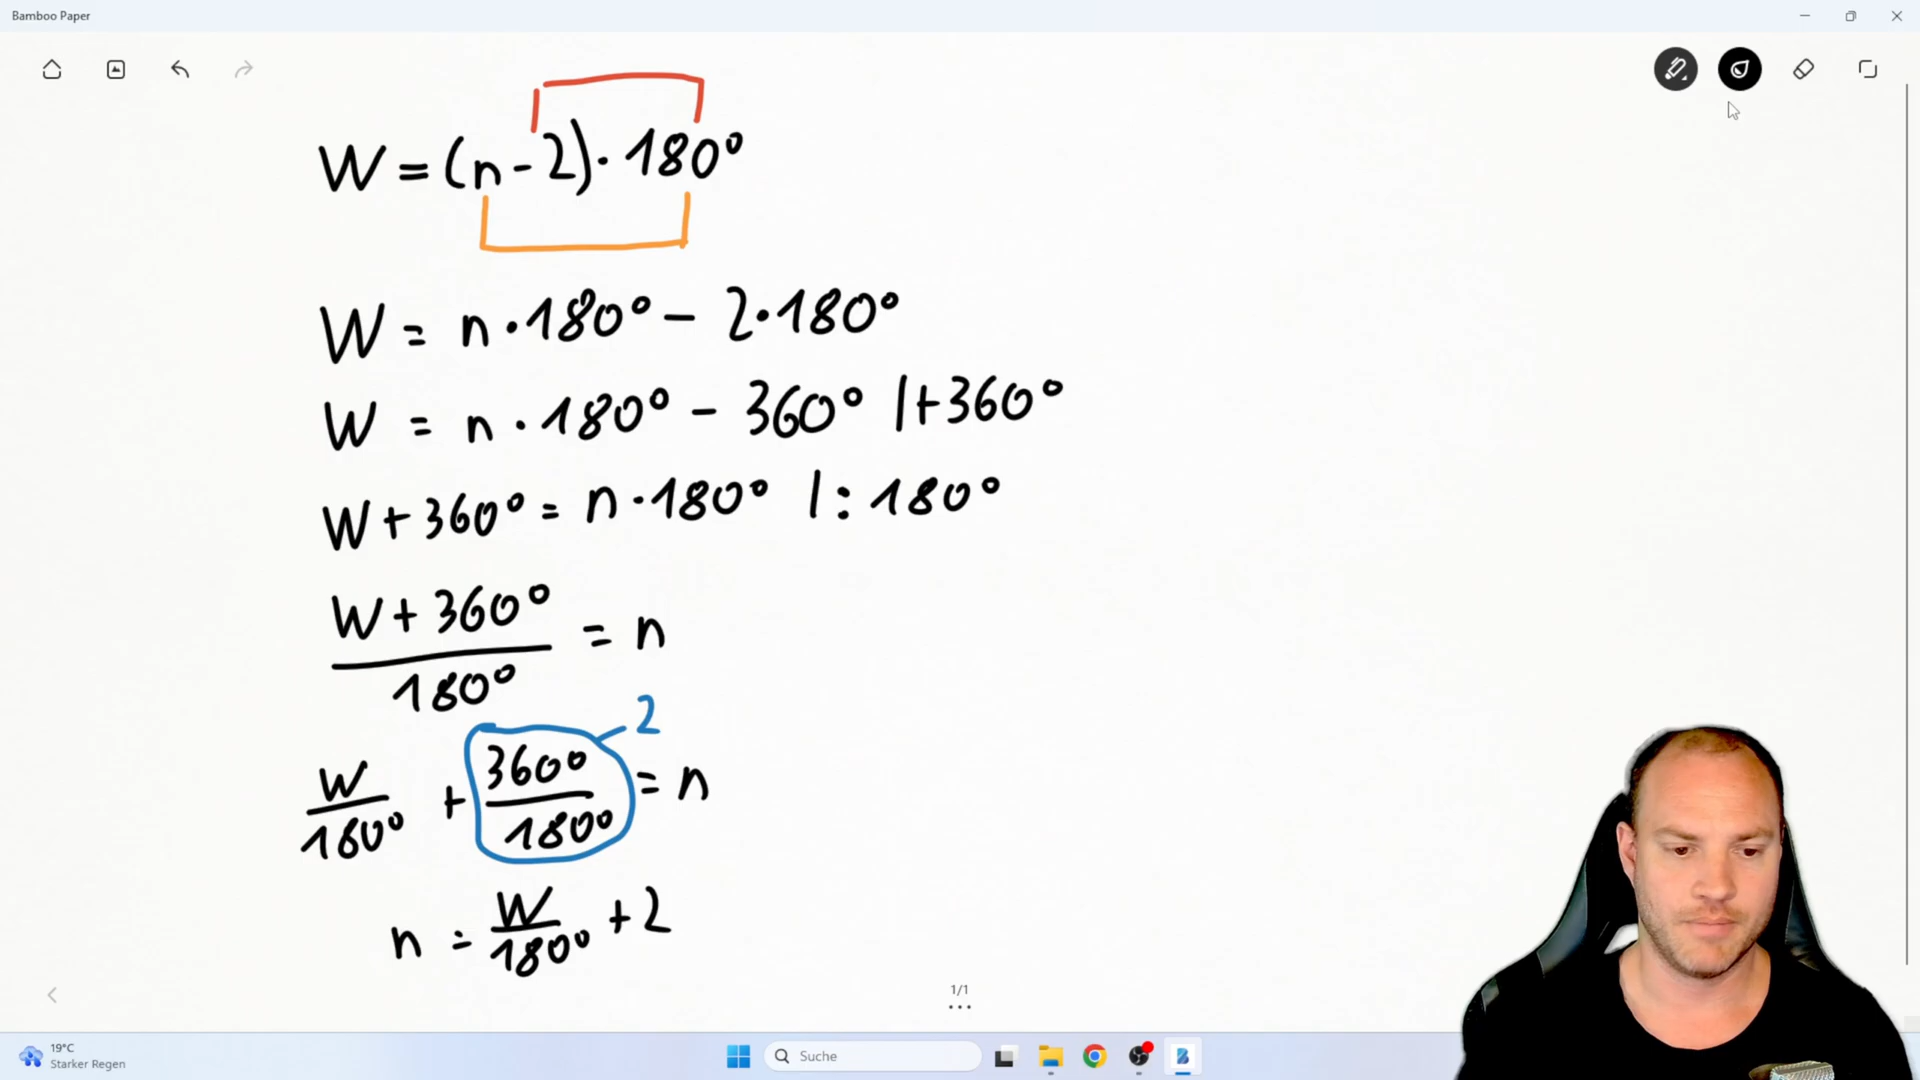 Bamboo Paper
W = (n - 2) · 180°
W = n · 180° - 2 · 180°
W = n · 180° - 360° | + 360°
W + 360° = n · 180° | : 180°
W + 360°
180°
= n
2
W
180°
+
360°
180°
= n
n = W
180°
+ 2
1/1
19°C
Starker Regen
Suche